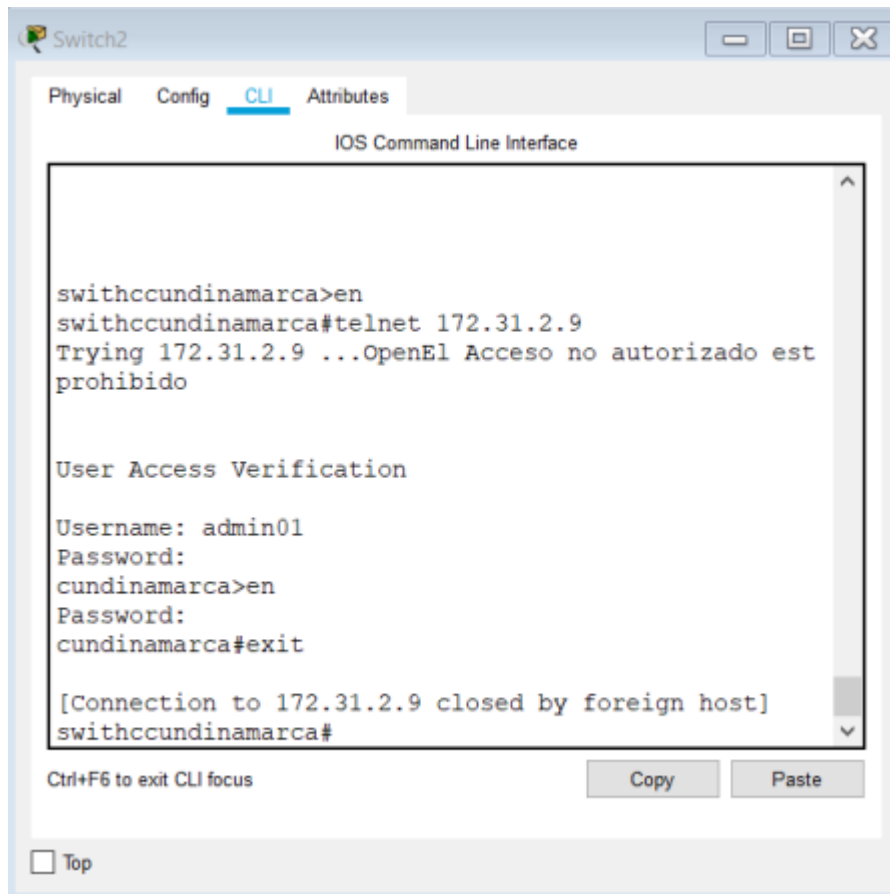 Switch2
Physical Config CLI Attributes
IOS Command Line Interface
swithccundinamarca>en
swithccundinamarca#telnet 172.31.2.9
Trying 172.31.2.9 ...OpenEl Acceso no autorizado est
prohibido
User Access Verification
Username: admin01
Password:
cundinamarca>en
Password:
cundinamarca#exit
[Connection to 172.31.2.9 closed by foreign host]
swithccundinamarca#
Ctrl+F6 to exit CLI focus
Copy Paste
Top